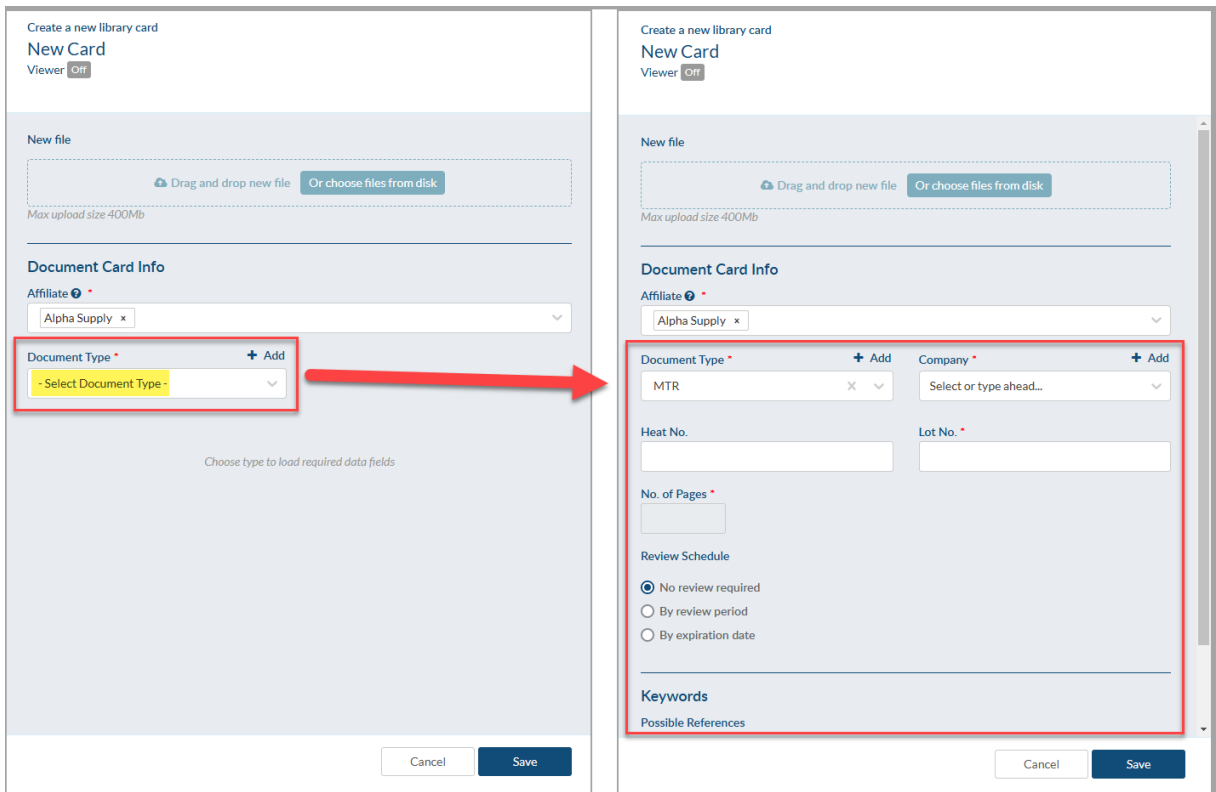 Create a new library card
New Card
Viewer Off
New file
Drag and drop new file Or choose files from disk
Max upload size 400Mb
Document Card Info
Affiliate ? *
Alpha Supply ×
Document Type * + Add
- Select Document Type -
Choose type to load required data fields
Cancel Save
Create a new library card
New Card
Viewer Off
New file
Drag and drop new file Or choose files from disk
Max upload size 400Mb
Document Card Info
Affiliate ? *
Alpha Supply ×
Document Type * + Add Company * + Add
MTR × Select or type ahead...
Heat No. Lot No. *
No. of Pages *
Review Schedule
No review required
By review period
By expiration date
Keywords
Possible References
Cancel Save